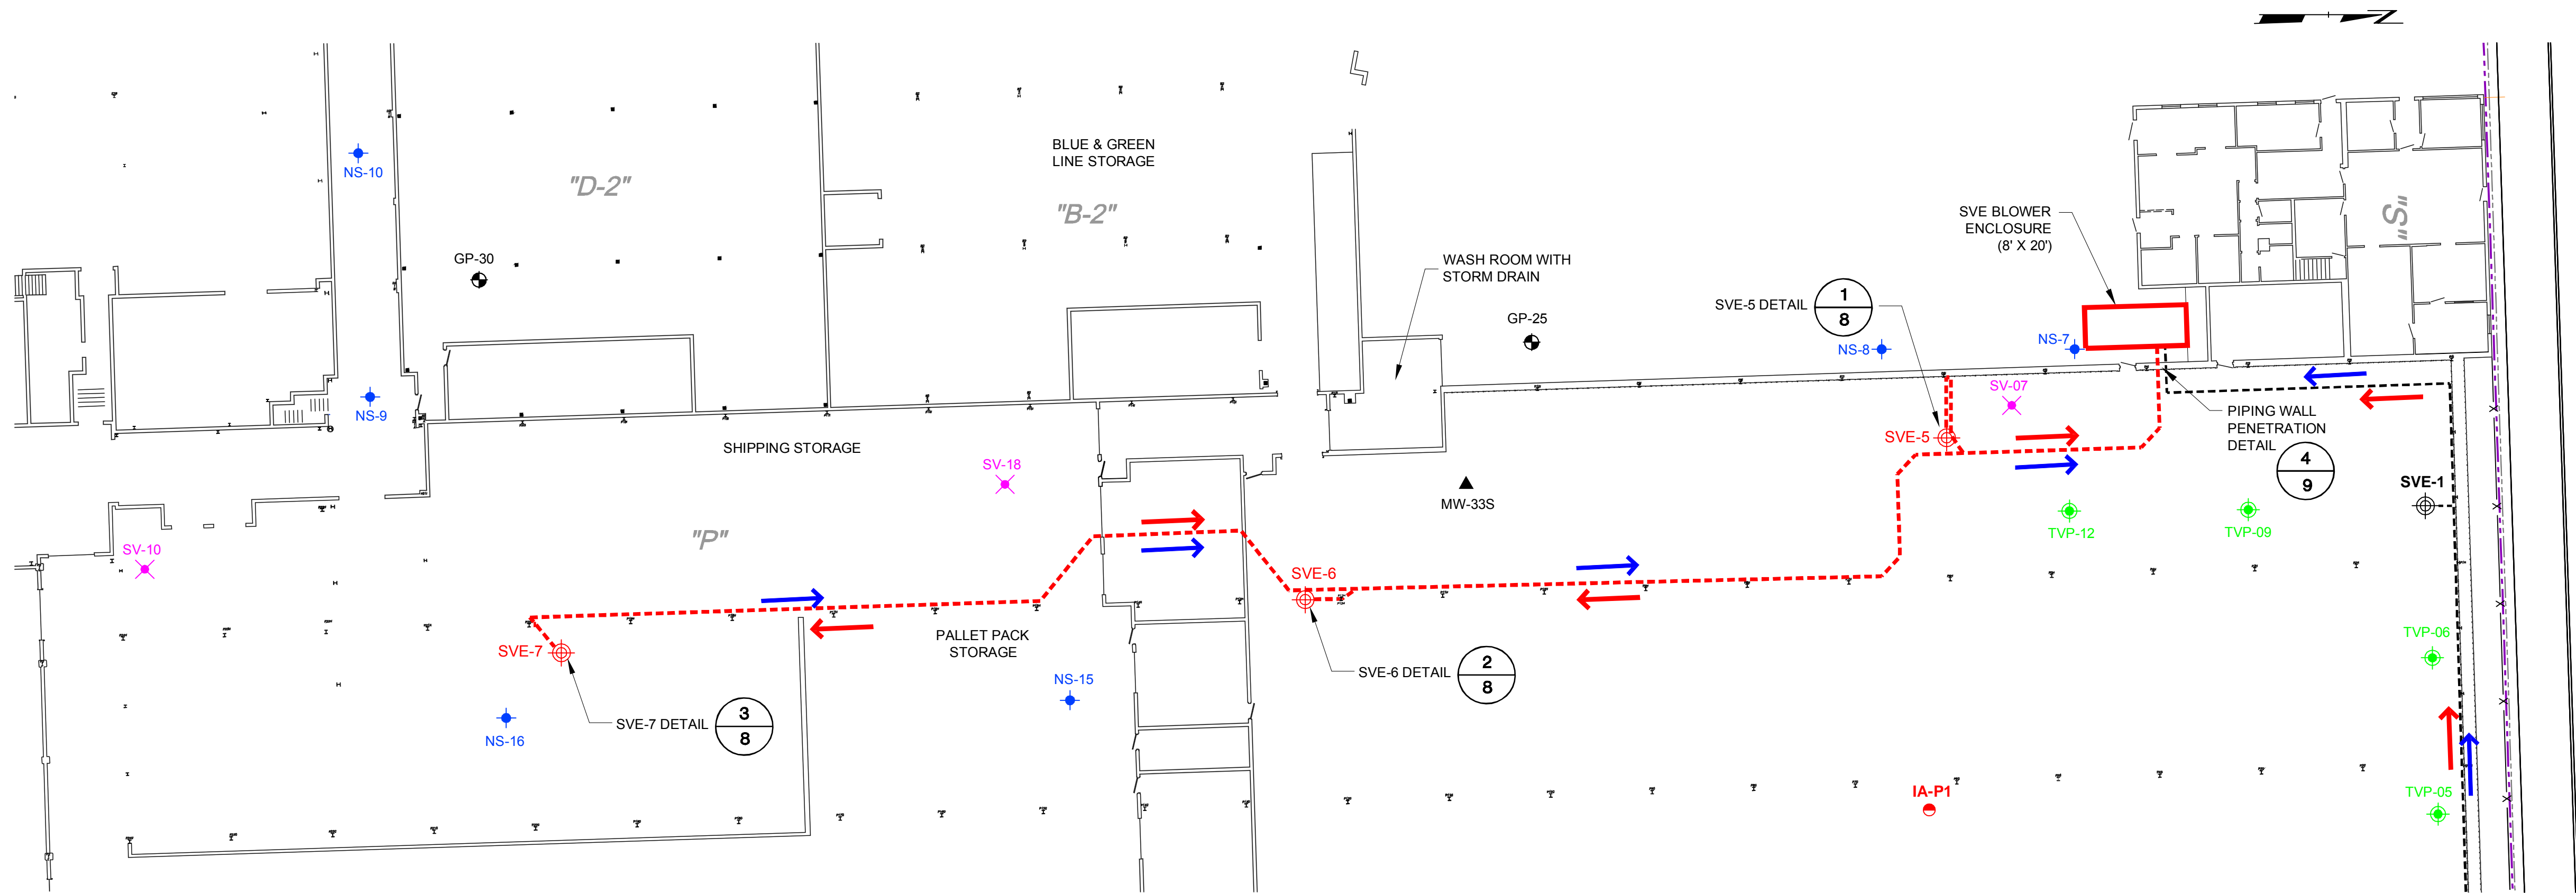 N
BLUE & GREEN
LINE STORAGE
NS-10
"D-2"
"B-2"
"S"
SVE BLOWER
ENCLOSURE
(8' X 20')
GP-30
WASH ROOM WITH
STORM DRAIN
SVE-5 DETAIL
1
8
GP-25
NS-8
NS-7
SV-07
NS-9
PIPING WALL
PENETRATION
DETAIL
4
9
SHIPPING STORAGE
SVE-5
SV-18
SVE-1
MW-33S
TVP-12
TVP-09
"P"
SV-10
SVE-6
PALLET PACK
STORAGE
TVP-06
SVE-7
SVE-6 DETAIL
2
8
NS-15
SVE-7 DETAIL
3
8
NS-16
IA-P1
TVP-05
X
X
X
X
X